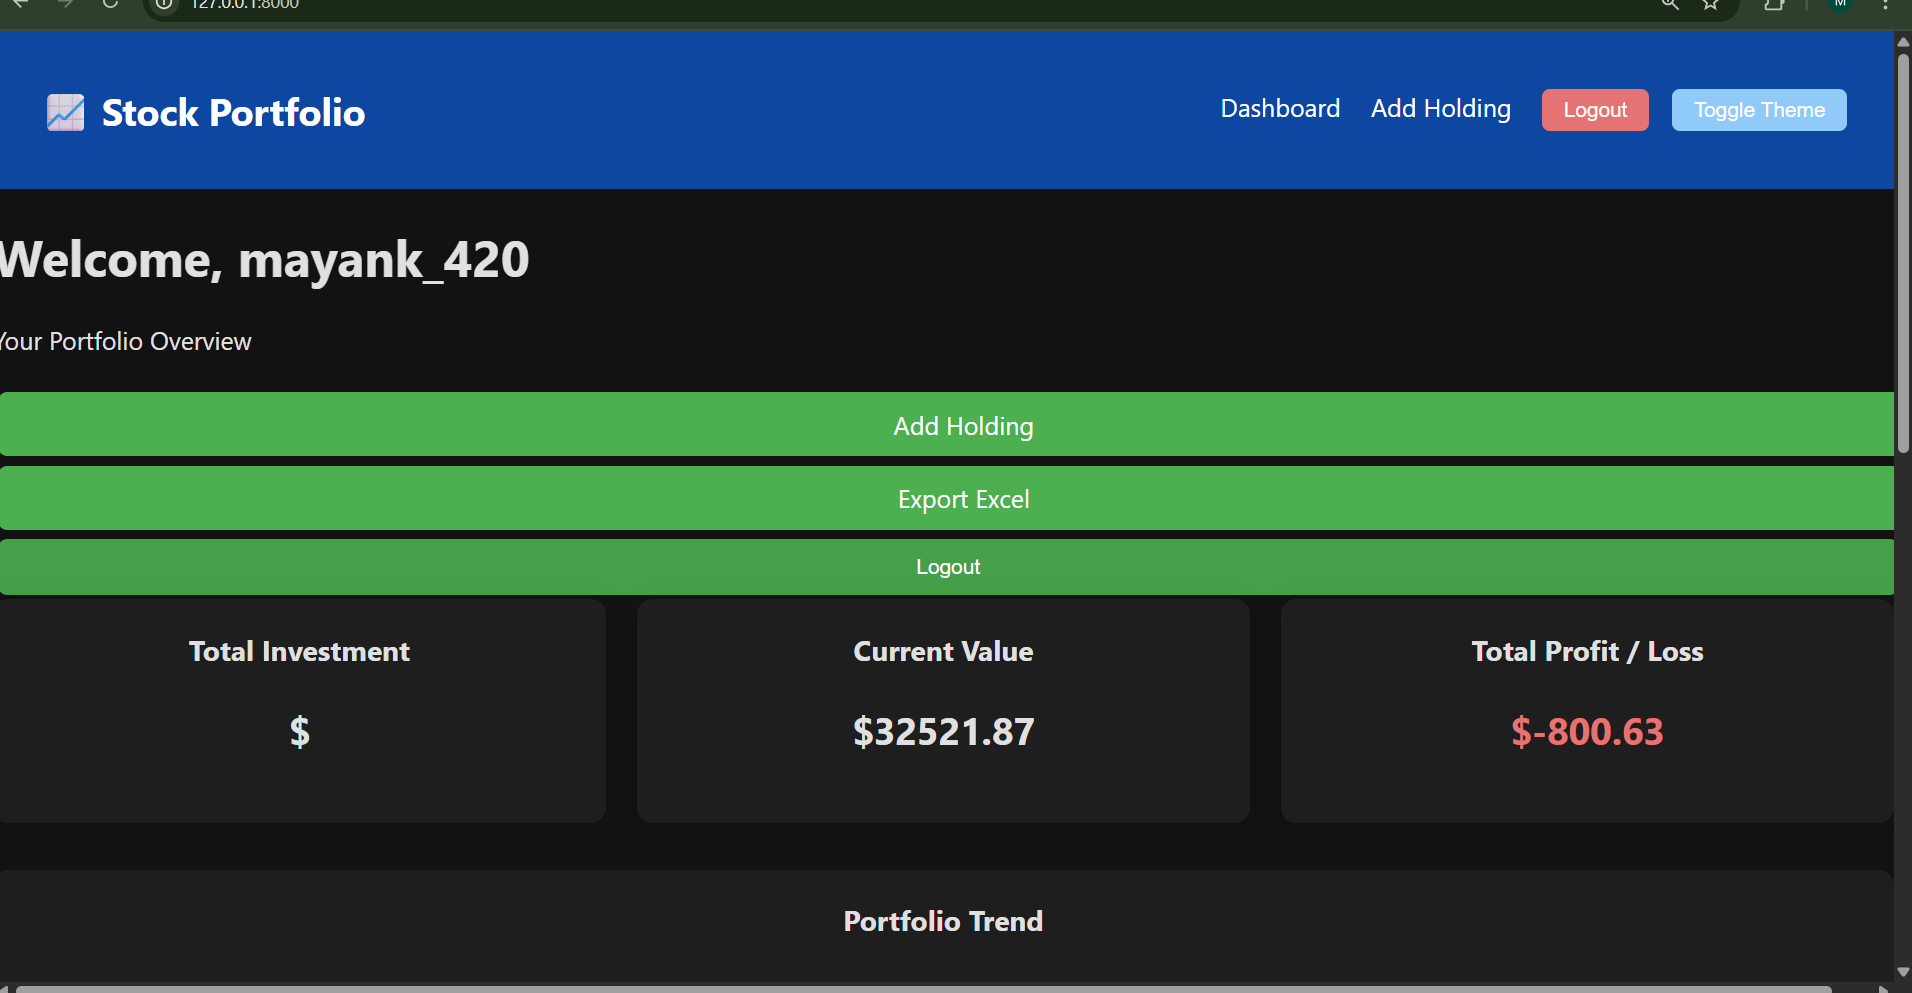 127.0.0.1:8000
M
Stock Portfolio
Dashboard Add Holding Logout Toggle Theme
Welcome, mayank_420
Your Portfolio Overview
Add Holding
Export Excel
Logout
Total Investment Current Value Total Profit / Loss
$ $32521.87 $-800.63
Portfolio Trend